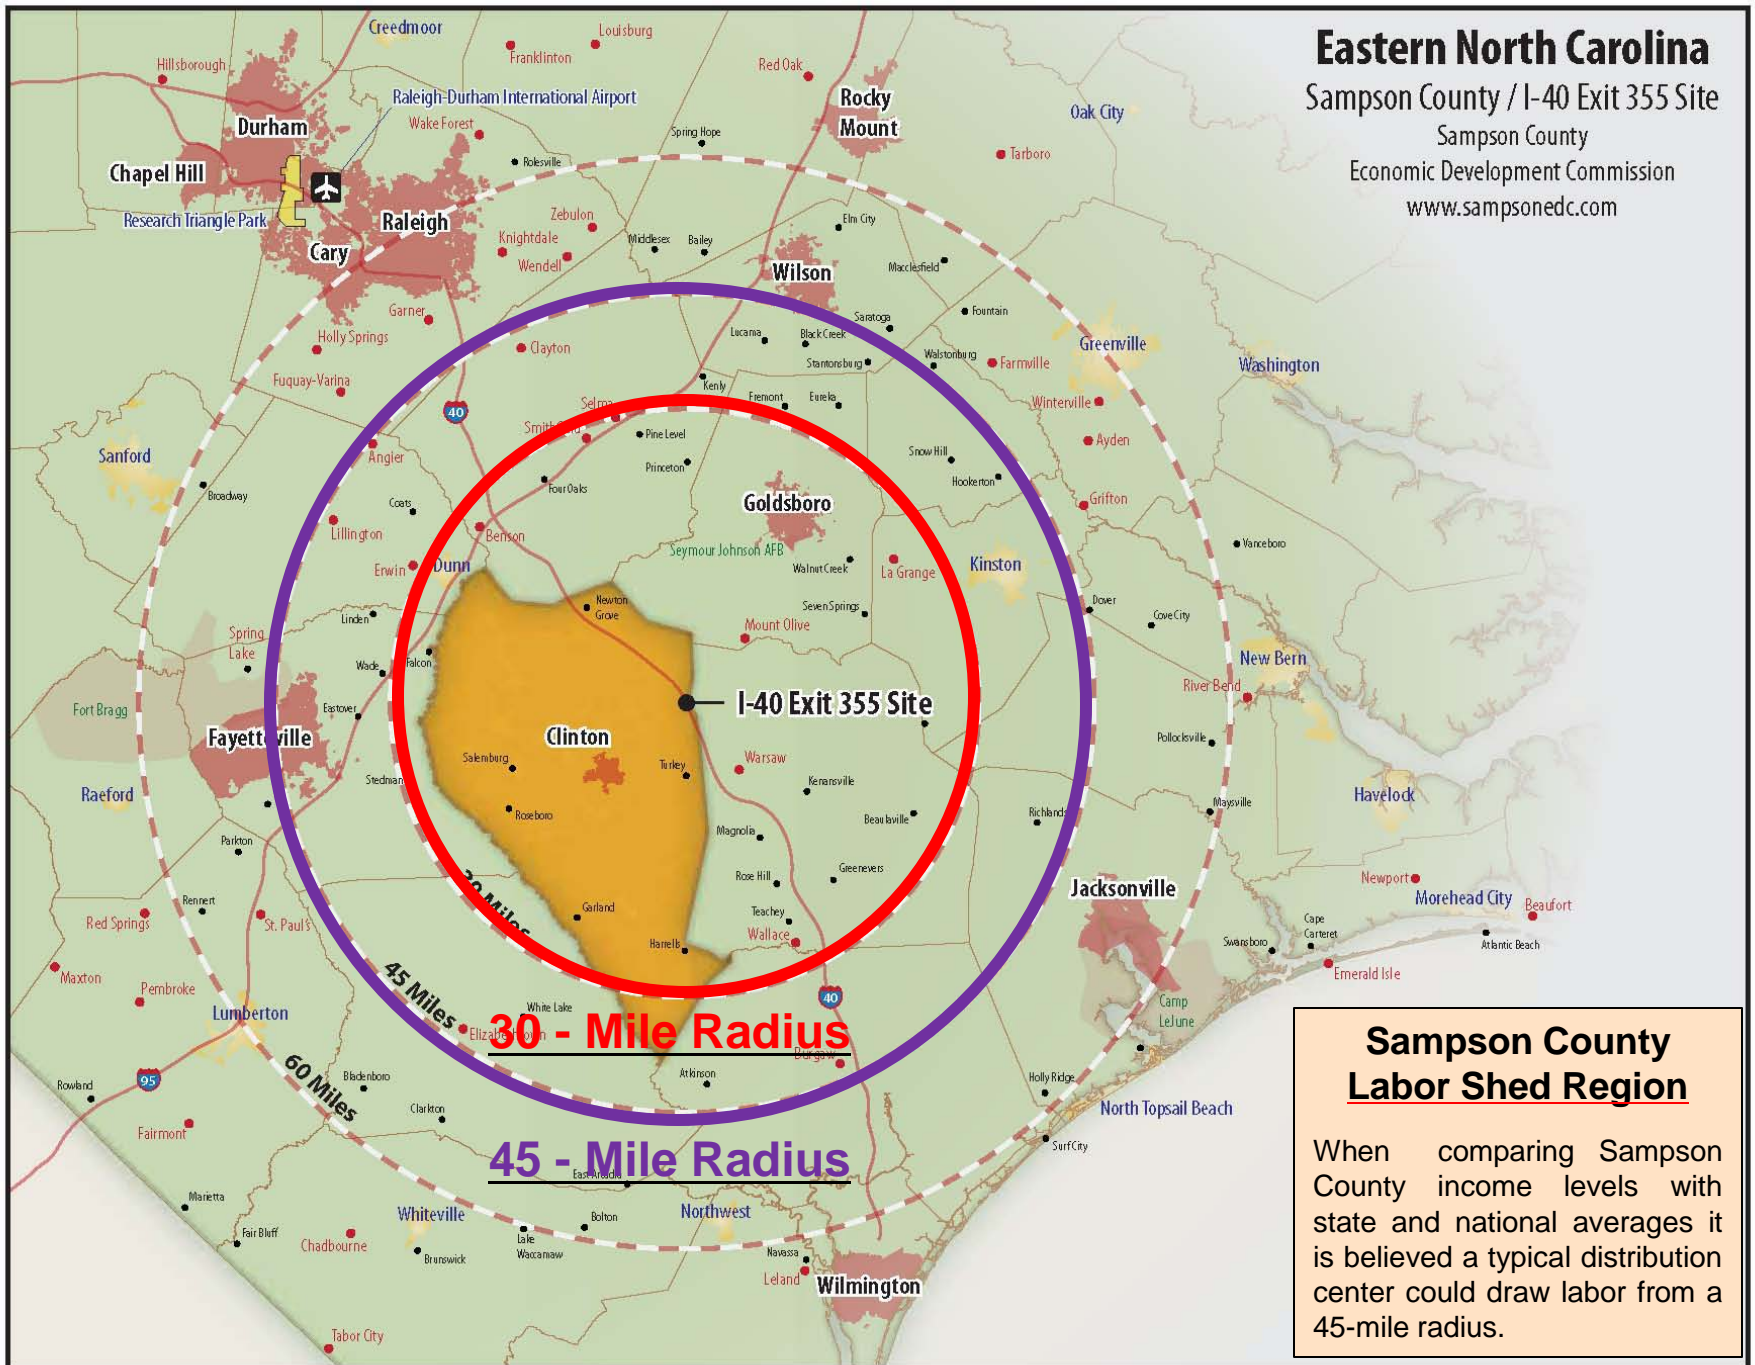 Eastern North Carolina
Sampson County / I-40 Exit 355 Site
Sampson County
Economic Development Commission
www.sampsonedc.com
Creedmoor
Louisburg
Franklinton
Hillsborough
Red Oak
Raleigh-Durham International Airport
Rocky
Mount
Oak City
Durham
Wake Forest
Spring Hope
Tarboro
Rolesville
Chapel Hill
Research Triangle Park
Raleigh
Zebulon
Elm City
Knightdale
Middlesex
Bailey
Cary
Wendell
Wilson
Macclesfield
Garner
Saratoga
Fountain
Holly Springs
Clayton
Lucama
Black Creek
Greenville
Stantonsburg
Walstonburg
Farmville
Washington
Fuquay-Varina
Kenly
Fremont
Eureka
Winterville
40
Selma
Smithfield
Pine Level
Ayden
Sanford
Angier
Princeton
Snow Hill
Hookerton
Broadway
Four Oaks
Coats
Goldsboro
Grifton
Lillington
Benson
Seymour Johnson AFB
Vanceboro
Erwin
Dunn
Walnut Creek
La Grange
Kinston
Newton
Grove
Seven Springs
Dover
Cove City
Linden
Mount Olive
Spring
Lake
Wade
Falcon
New Bern
River Bend
Fort Bragg
Eastover
I-40 Exit 355 Site
Fayetteville
Clinton
Pollocksville
Salemburg
Turkey
Warsaw
Stedman
Kenansville
Raeford
Havelock
Roseboro
Beaulaville
Richlands
Maysville
Parkton
Magnolia
Rose Hill
Greenevers
Jacksonville
Newport
Morehead City
Beaufort
30 Miles
Rennert
Red Springs
St. Paul's
Garland
Teachey
Wallace
Harrells
Swansboro
Cape
Carteret
Atlantic Beach
Emerald Isle
Maxton
Pembroke
45 Miles
White Lake
40
Camp
LeJune
Lumberton
Elizabethtown
30 - Mile Radius
Burgaw
60 Miles
95
Rowland
Bladenboro
Atkinson
Holly Ridge
Clarkton
North Topsail Beach
Fairmont
Surf City
45 - Mile Radius
East Arcadia
Marietta
Whiteville
Bolton
Northwest
Fair Bluff
Chadbourne
Brunswick
Lake
Waccamaw
Navassa
Leland
Wilmington
Tabor City
Sampson County
Labor Shed Region
When comparing Sampson
County income levels with
state and national averages it
is believed a typical distribution
center could draw labor from a
45-mile radius.